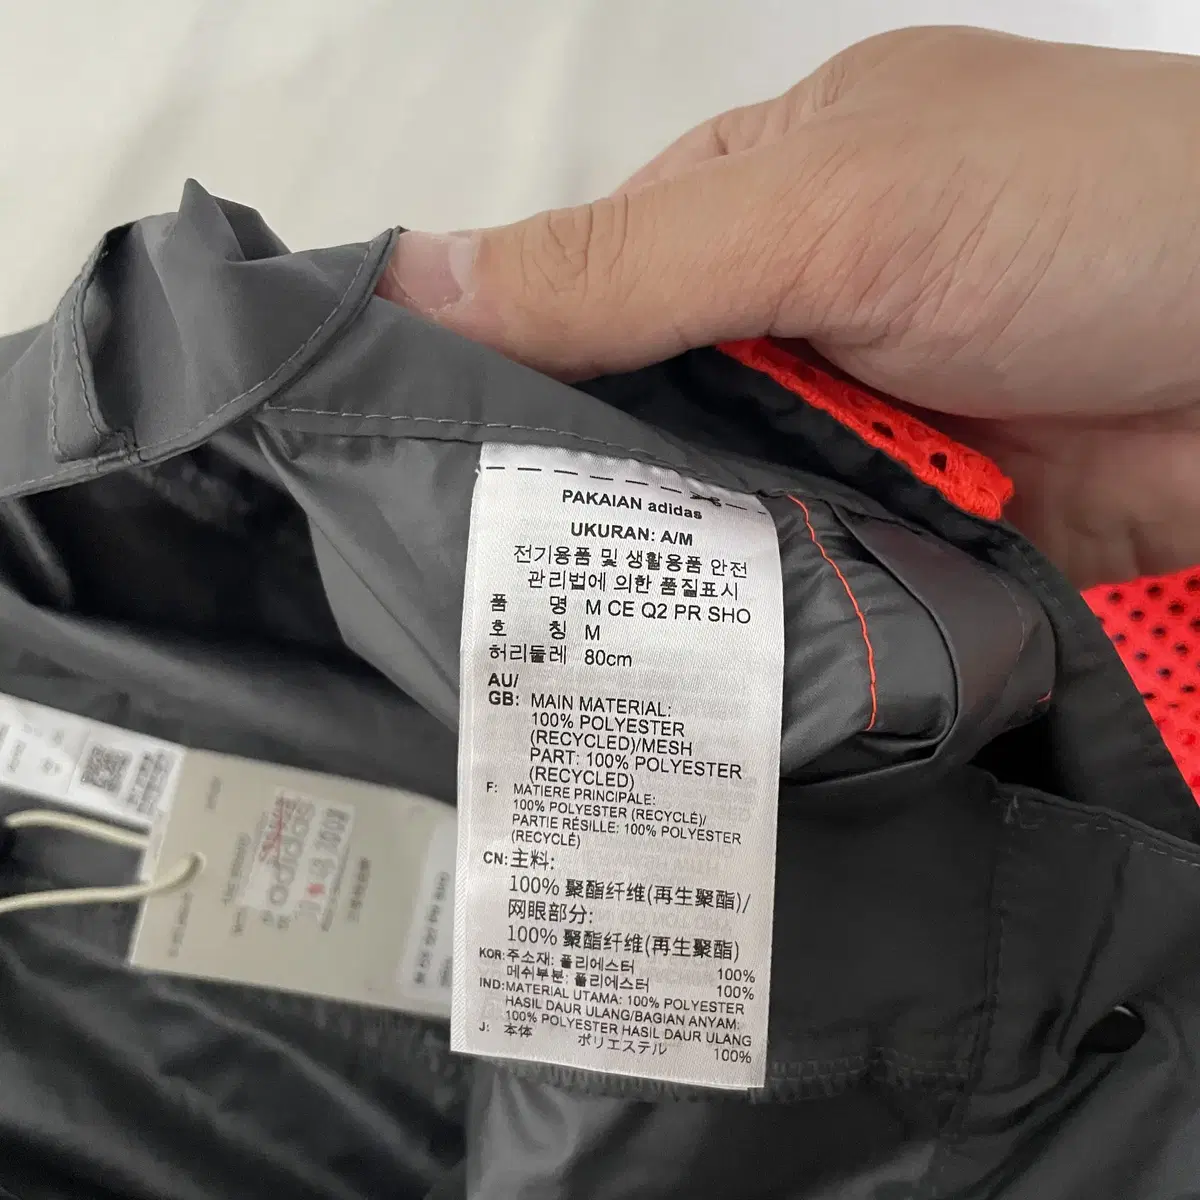 PAKAIAN adidas
UKURAN: A/M
전기용품 및 생활용품 안전
관리법에 의한 품질표시
품 명 M CE Q2 PR SHO
호 칭 M
허리둘레 80cm
AU/
GB: MAIN MATERIAL:
100% POLYESTER
(RECYCLED)/MESH
PART: 100% POLYESTER
(RECYCLED)
F: MATIERE PRINCIPALE:
100% POLYESTER (RECYCLÉ)/
PARTIE RÉSILLE: 100% POLYESTER
(RECYCLÉ)
CN: 主料:
100% 聚酯纤维(再生聚酯)/
网眼部分:
100% 聚酯纤维(再生聚酯)
KOR: 주소재: 폴리에스터 100%
메쉬부분: 폴리에스터 100%
IND: MATERIAL UTAMA: 100% POLYESTER
HASIL DAUR ULANG/BAGIAN ANYAM:
100% POLYESTER HASIL DAUR ULANG
J: 本体 ポリエステル 100%
adidas